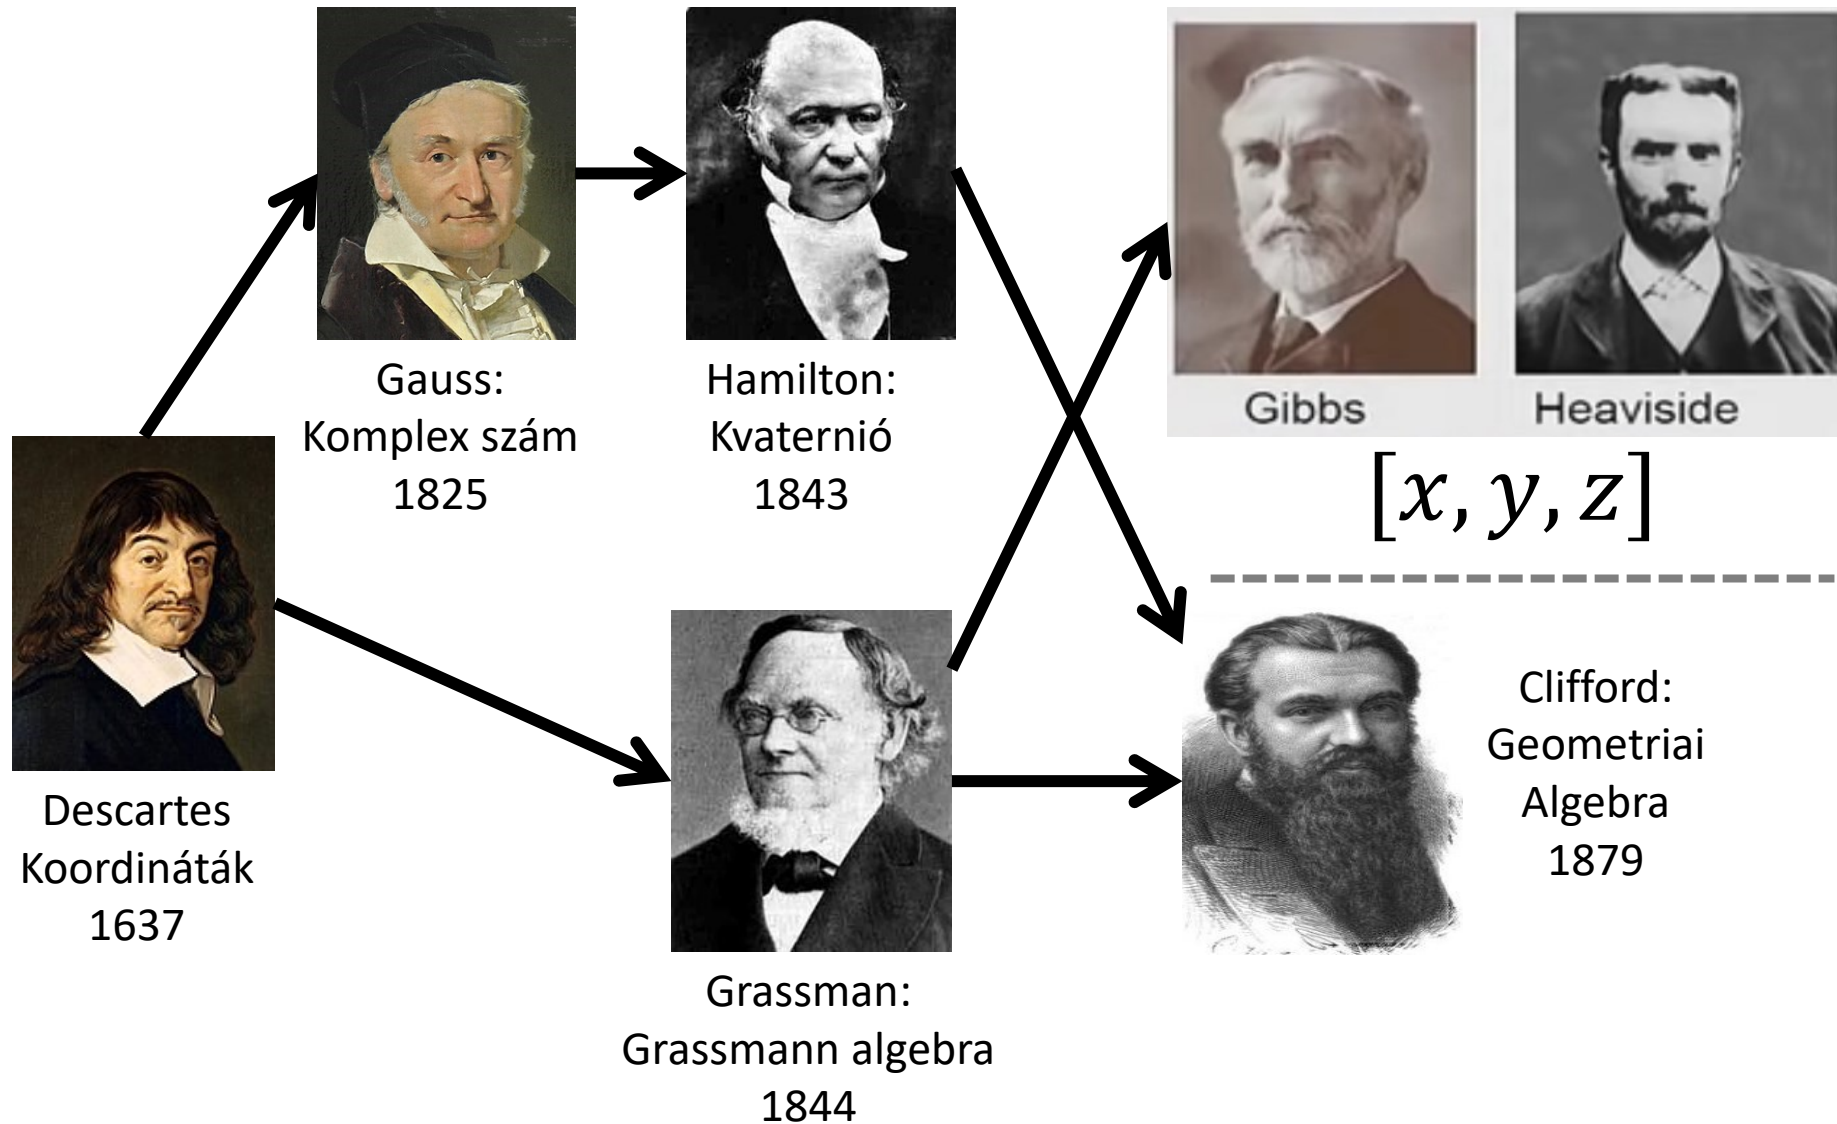 Gauss:
Komplex szám
1825
Hamilton:
Kvaternió
1843
Gibbs
Heaviside
[x, y, z]
Descartes
Koordináták
1637
Grassman:
Grassmann algebra
1844
Clifford:
Geometriai
Algebra
1879